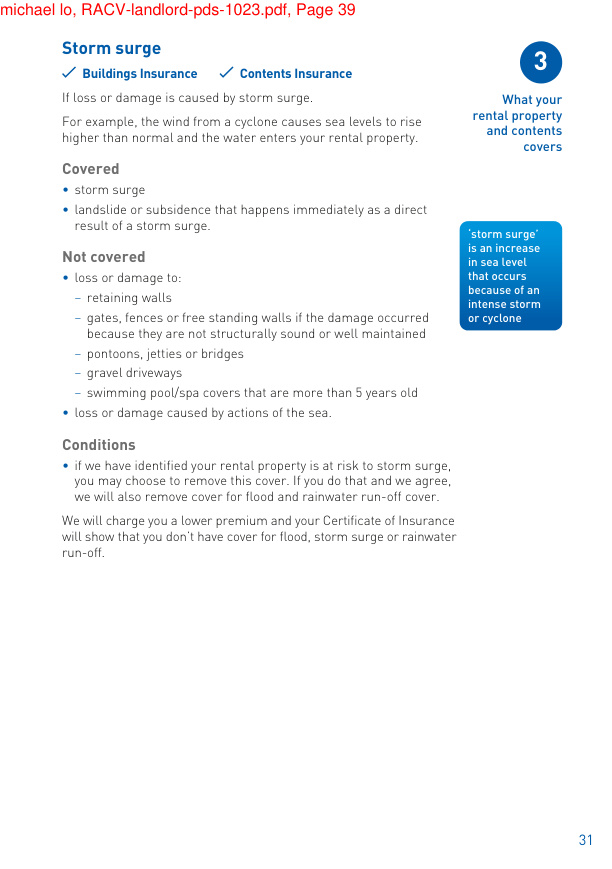 michael lo, RACV-landlord-pds-1023.pdf, Page 39
Storm surge
Buildings Insurance Contents Insurance
If loss or damage is caused by storm surge.
For example, the wind from a cyclone causes sea levels to rise
higher than normal and the water enters your rental property.
Covered
• storm surge
• landslide or subsidence that happens immediately as a direct
result of a storm surge.
Not covered
• loss or damage to:
– retaining walls
– gates, fences or free standing walls if the damage occurred
because they are not structurally sound or well maintained
– pontoons, jetties or bridges
– gravel driveways
– swimming pool/spa covers that are more than 5 years old
• loss or damage caused by actions of the sea.
Conditions
• if we have identified your rental property is at risk to storm surge,
you may choose to remove this cover. If you do that and we agree,
we will also remove cover for flood and rainwater run-off cover.
We will charge you a lower premium and your Certificate of Insurance
will show that you don't have cover for flood, storm surge or rainwater
run-off.
3
What your
rental property
and contents
covers
'storm surge'
is an increase
in sea level
that occurs
because of an
intense storm
or cyclone
31